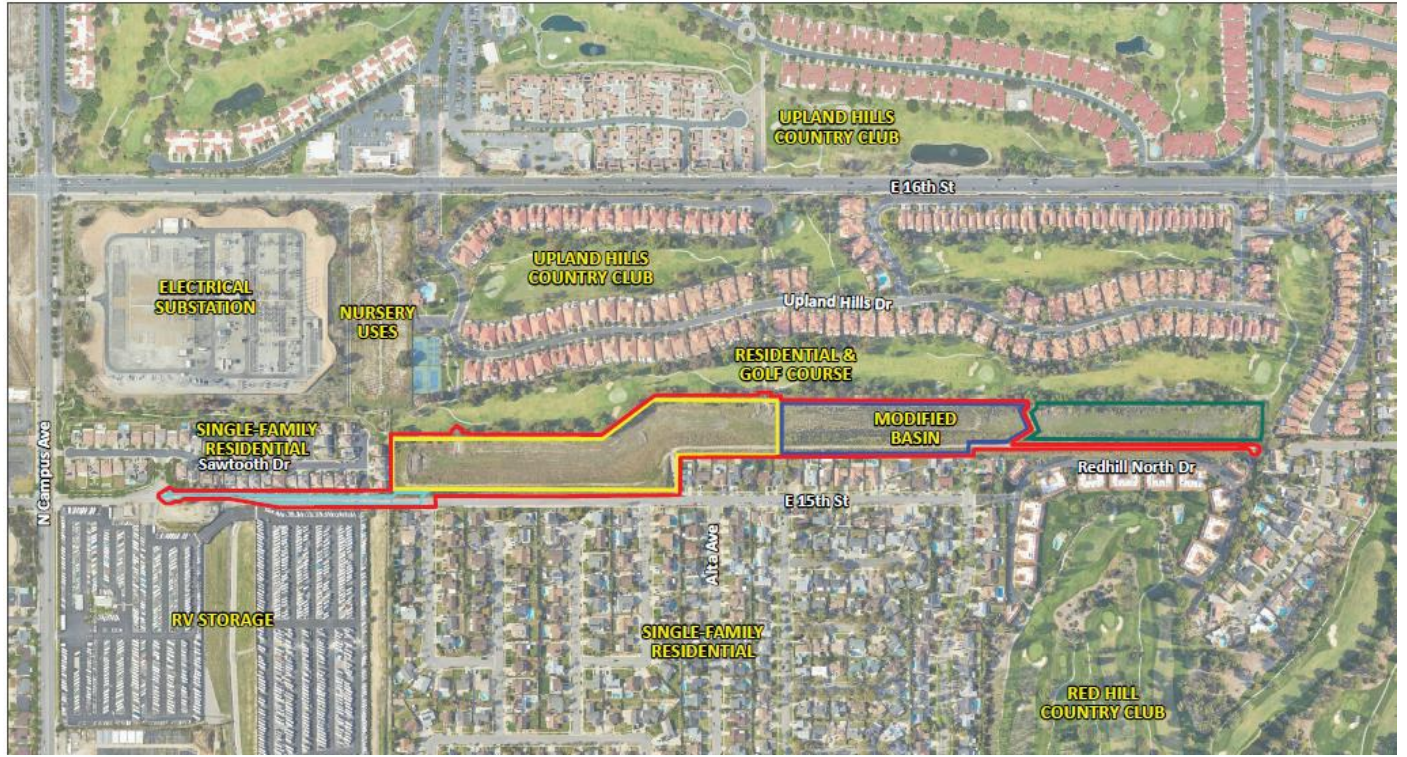 UPLAND HILLS
COUNTRY CLUB
E 16th St
ELECTRICAL
SUBSTATION
NURSERY
USES
UPLAND HILLS
COUNTRY CLUB
Upland Hills Dr
RESIDENTIAL &
GOLF COURSE
N Campus Ave
SINGLE-FAMILY
RESIDENTIAL
Sawtooth Dr
MODIFIED
BASIN
Redhill North Dr
E 15th St
Alta Ave
RV STORAGE
SINGLE-FAMILY
RESIDENTIAL
RED HILL
COUNTRY CLUB